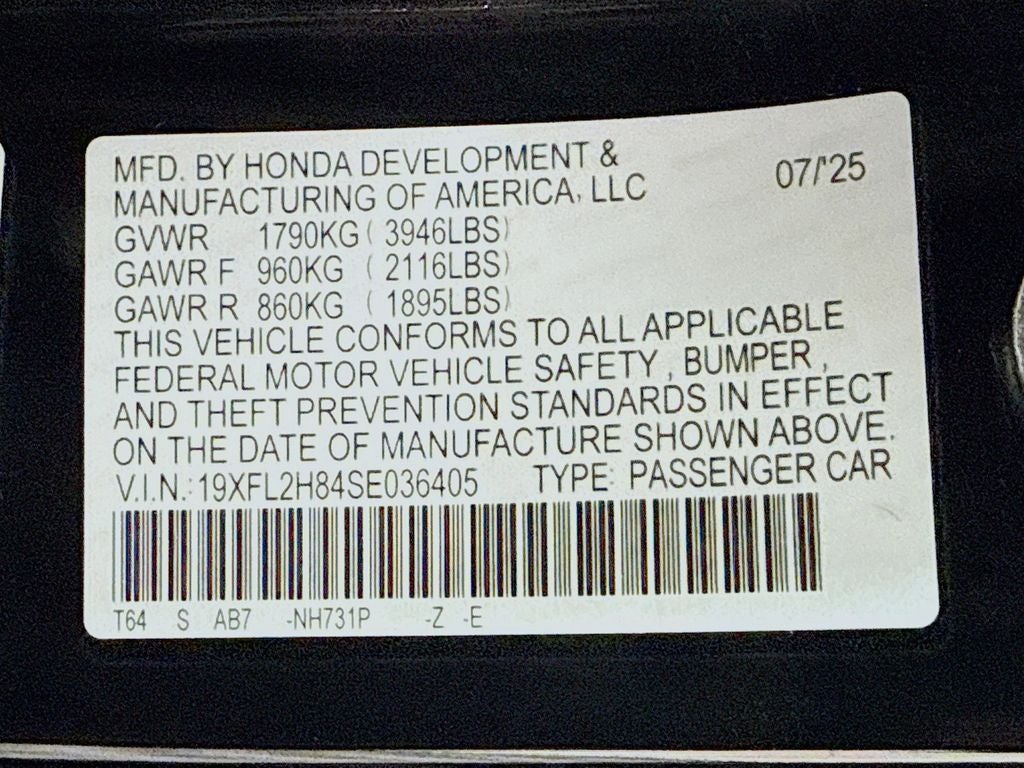 MFD. BY HONDA DEVELOPMENT &
MANUFACTURING OF AMERICA, LLC
07/'25
GVWR 1790KG ( 3946LBS)
GAWR F 960KG ( 2116LBS)
GAWR R 860KG ( 1895LBS)
THIS VEHICLE CONFORMS TO ALL APPLICABLE
FEDERAL MOTOR VEHICLE SAFETY, BUMPER,
AND THEFT PREVENTION STANDARDS IN EFFECT
ON THE DATE OF MANUFACTURE SHOWN ABOVE.
V.I.N.: 19XFL2H84SE036405 TYPE: PASSENGER CAR
T64 S AB7 -NH731P -Z -E